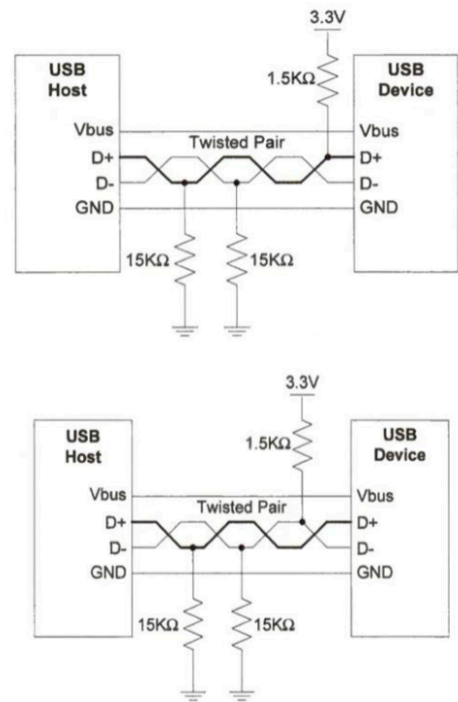 3.3V
USB
Host
1.5KΩ
USB
Device
Vbus
Vbus
Twisted Pair
D+
D+
D-
D-
GND
GND
15KΩ
15KΩ
3.3V
USB
Host
1.5KΩ
USB
Device
Vbus
Vbus
Twisted Pair
D+
D+
D-
D-
GND
GND
15KΩ
15KΩ